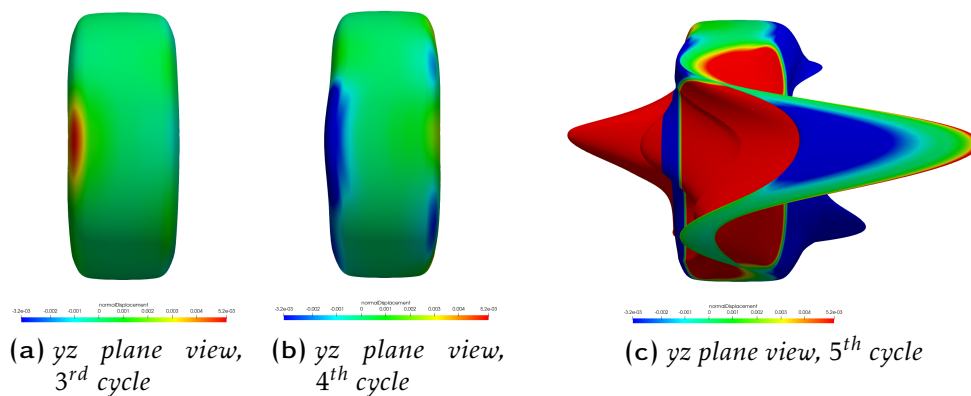 normalDisplacement
-3.2e-03 -0.002 -0.001 0 0.001 0.002 0.003 0.004 5.2e-03
(a) yz plane view,
3rd cycle
normalDisplacement
-3.2e-03 -0.002 -0.001 0 0.001 0.002 0.003 0.004 5.2e-03
(b) yz plane view,
4th cycle
normalDisplacement
-3.2e-03 -0.002 -0.001 0 0.001 0.002 0.003 0.004 5.2e-03
(c) yz plane view, 5th cycle